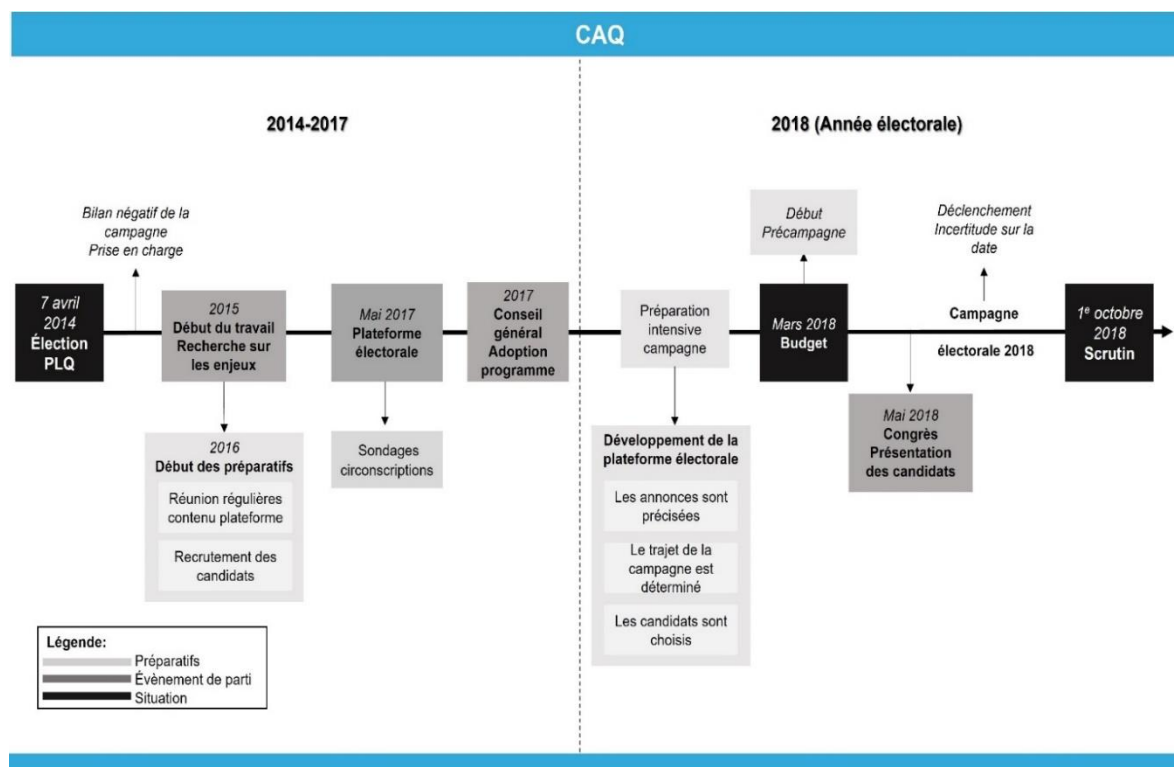 CAQ
2014-2017
2018 (Année électorale)
Bilan négatif de la
campagne
Prise en charge
Début
Précampagne
Déclenchement
Incertitude sur la
date
7 avril
2014
Élection
PLQ
2015
Début du travail
Recherche sur
les enjeux
Mai 2017
Plateforme
électorale
2017
Conseil
général
Adoption
programme
Préparation
intensive
campagne
Mars 2018
Budget
Campagne
électorale 2018
1e octobre
2018
Scrutin
2016
Début des préparatifs
Réunion régulières
contenu plateforme
Recrutement des
candidats
Sondages
circonscriptions
Développement de la
plateforme électorale
Les annonces sont
précisées
Le trajet de la
campagne est
déterminé
Les candidats sont
choisis
Mai 2018
Congrès
Présentation
des candidats
Légende:
Préparatifs
Évènement de parti
Situation